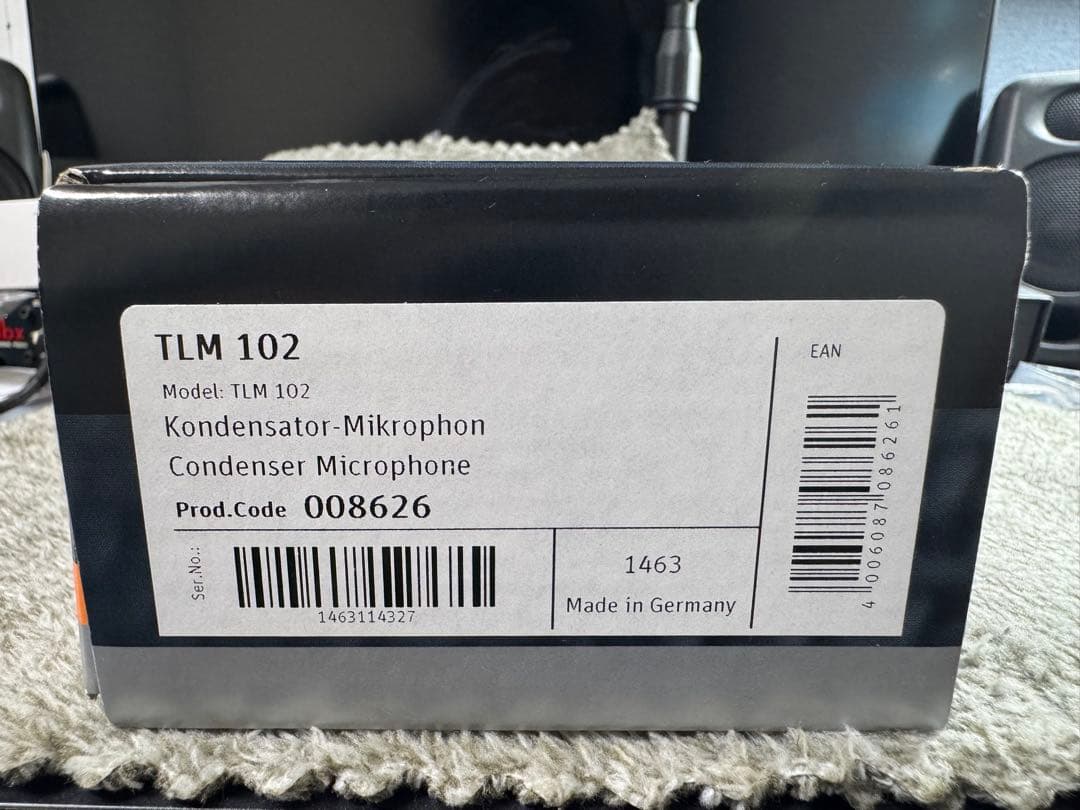 TLM 102
Model: TLM 102
Kondensator-Mikrophon
Condenser Microphone
Prod.Code 008626
Ser.No.:
1463114327
1463
Made in Germany
EAN
4 006087 086261